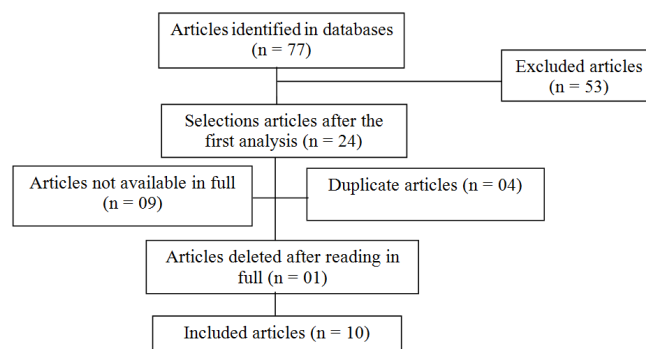 Articles identified in databases
(n = 77)
Excluded articles
(n = 53)
Selections articles after the
first analysis (n = 24)
Articles not available in full
(n = 09)
Duplicate articles (n = 04)
Articles deleted after reading in
full (n = 01)
Included articles (n = 10)